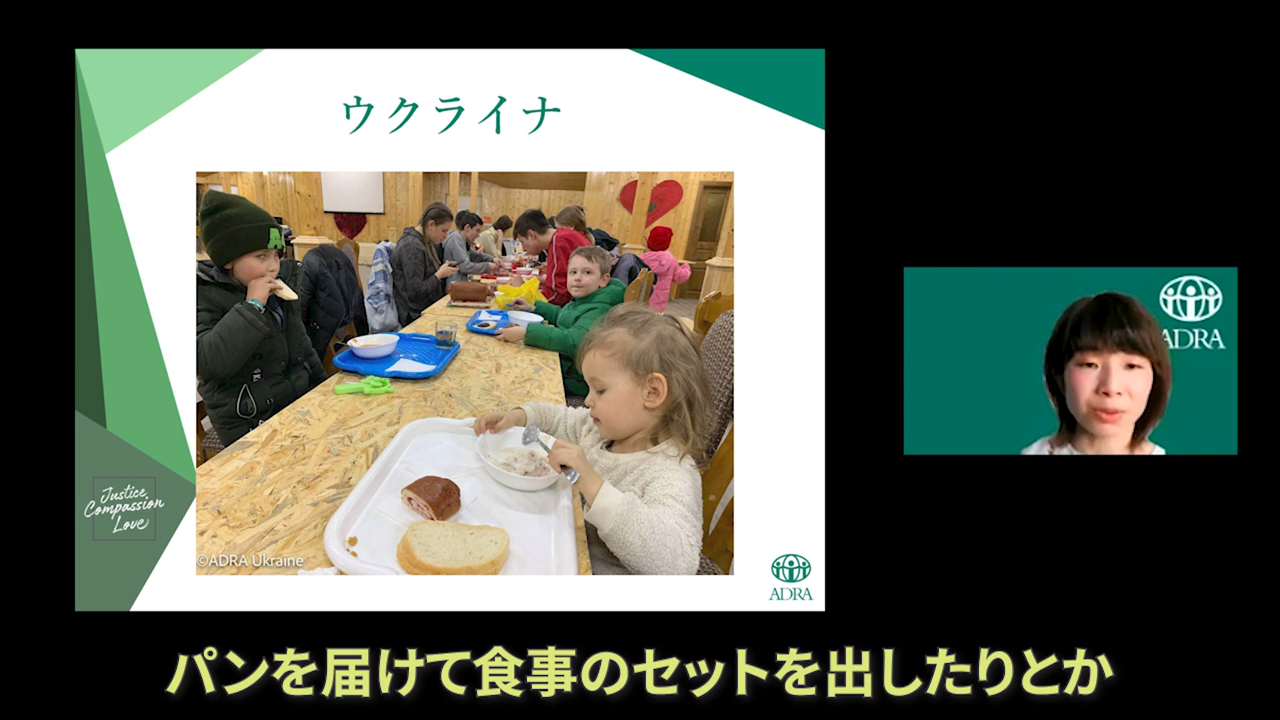 ウクライナ
A
Justice,
Compassion,
Love
©ADRA Ukraine
ADRA
ADRA
パンを届けて食事のセットを出したりとか